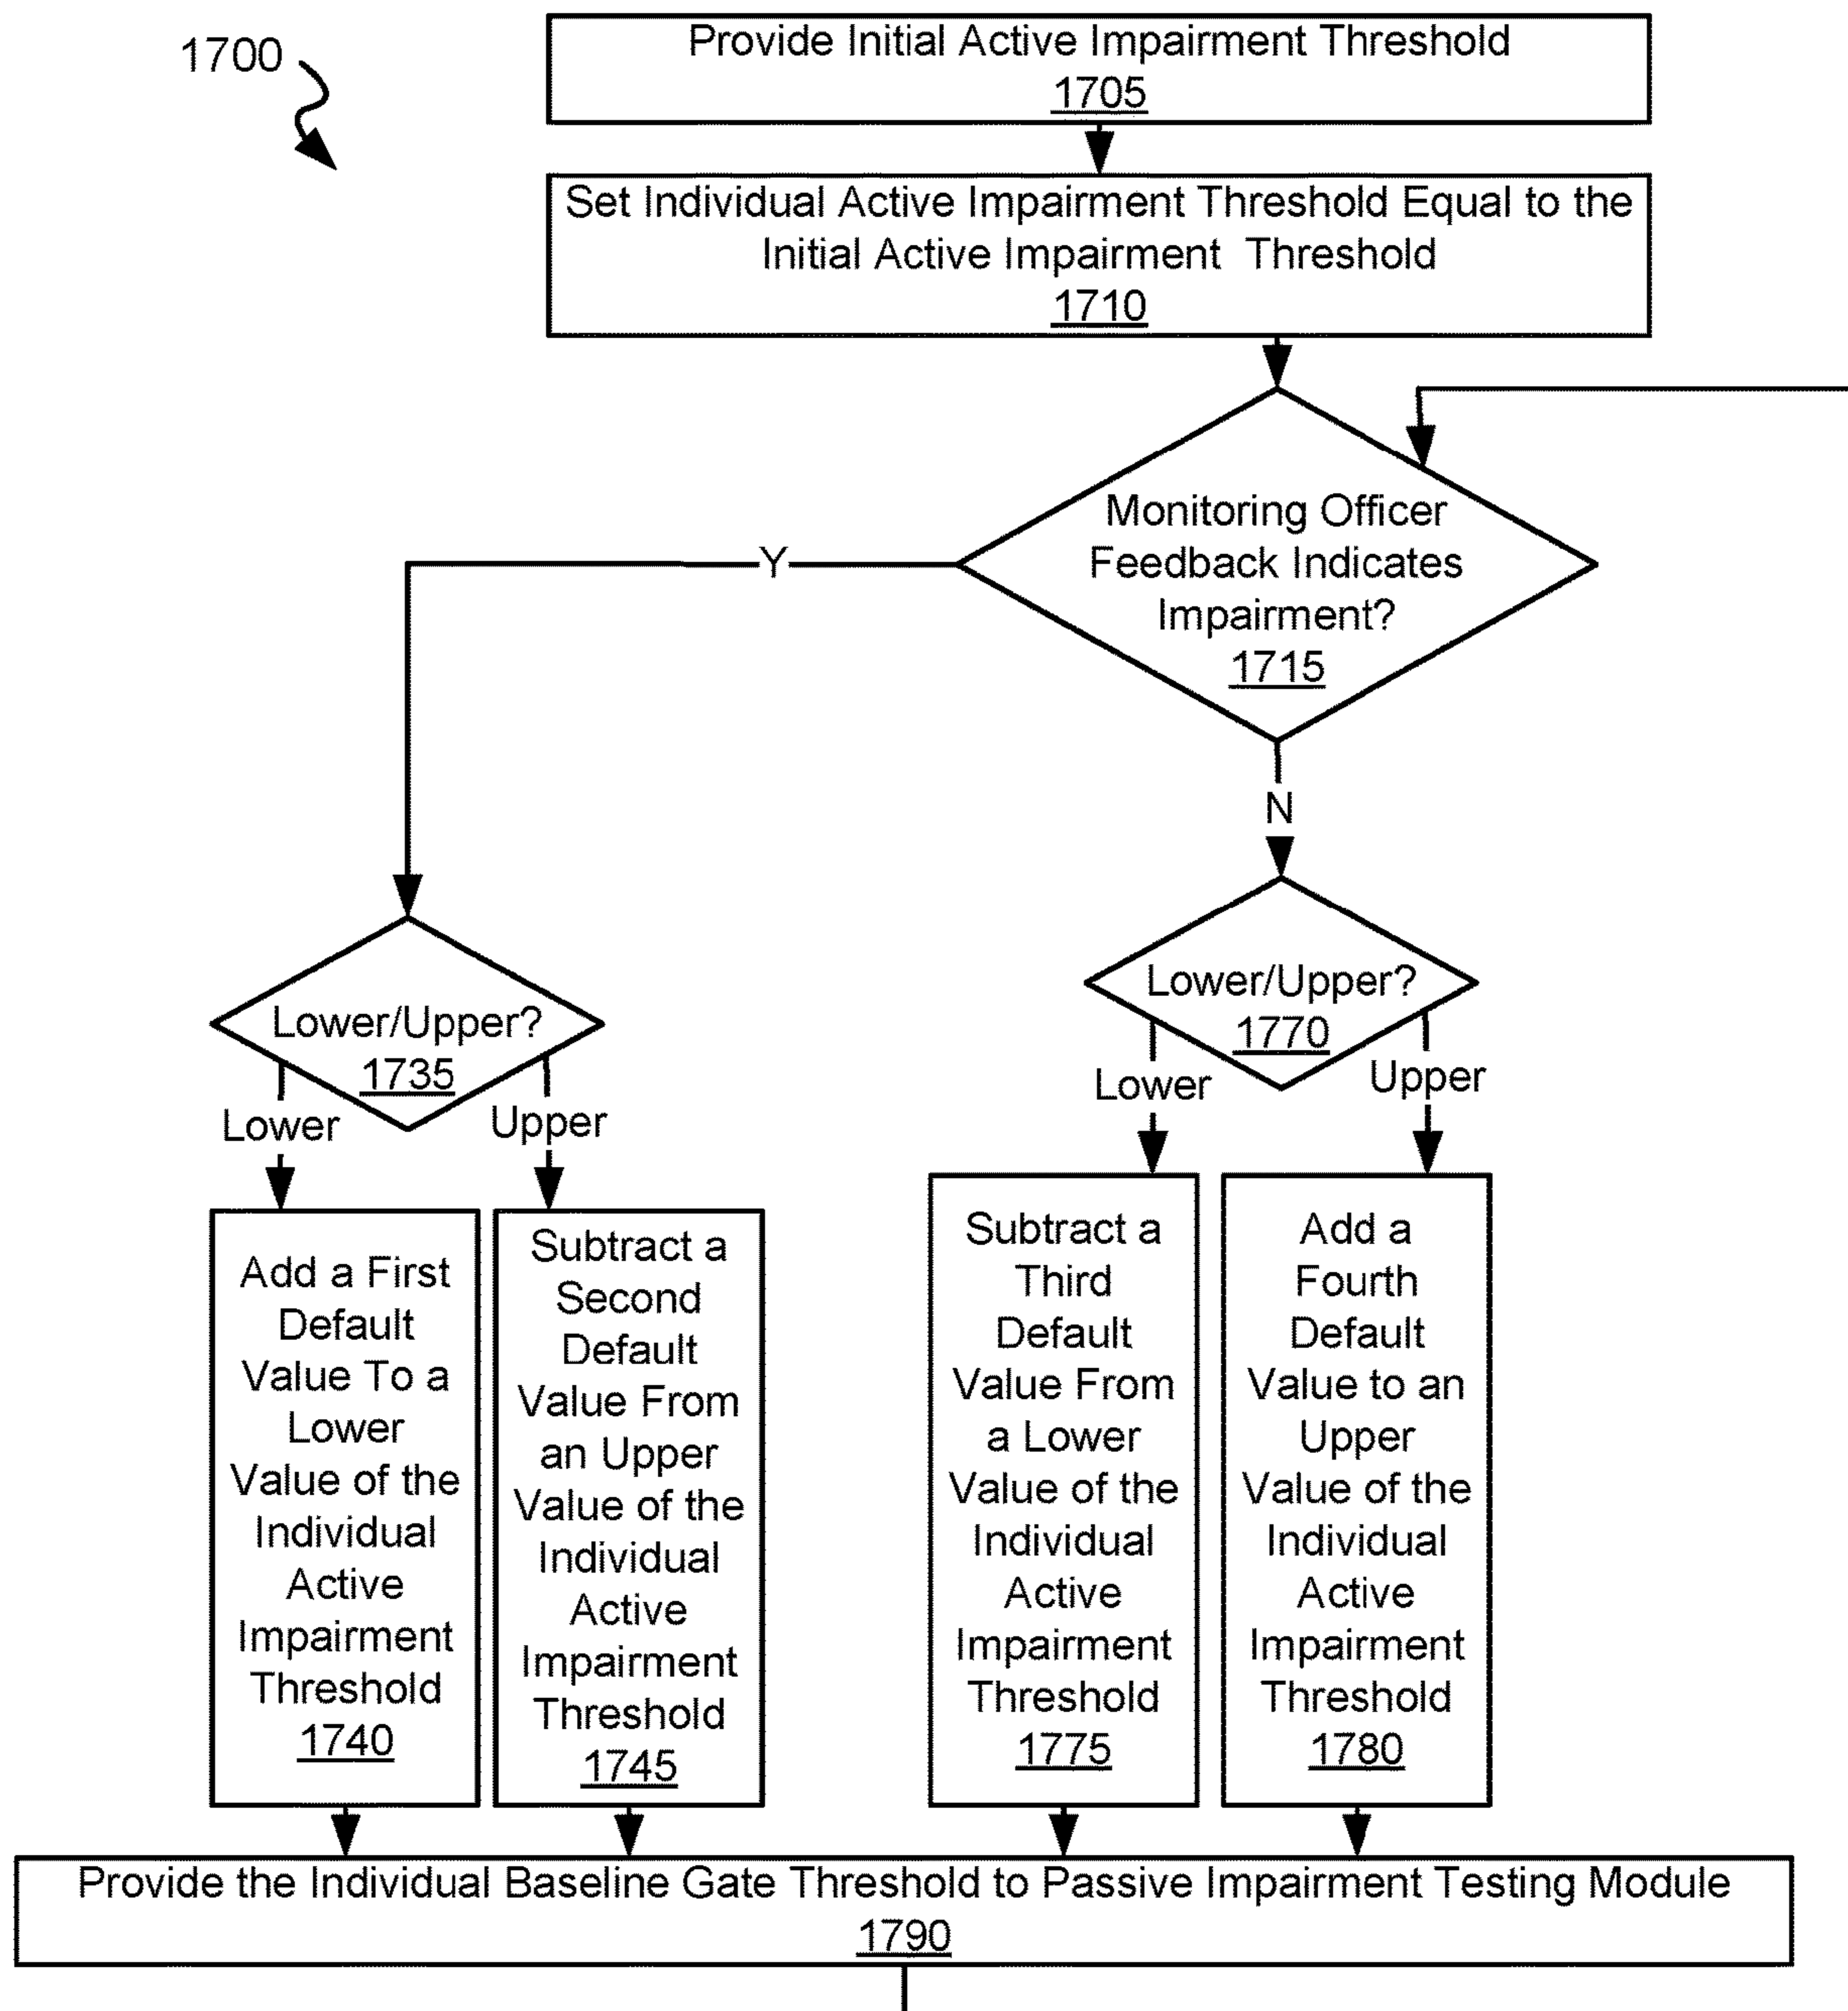 1700
Provide Initial Active Impairment Threshold
1705
Set Individual Active Impairment Threshold Equal to the
Initial Active Impairment Threshold
1710
Monitoring Officer
Feedback Indicates
Impairment?
1715
Y
N
Lower/Upper?
1735
Lower
Upper
Lower/Upper?
1770
Lower
Upper
Add a First
Default
Value To a
Lower
Value of the
Individual
Active
Impairment
Threshold
1740
Subtract a
Second
Default
Value From
an Upper
Value of the
Individual
Active
Impairment
Threshold
1745
Subtract a
Third
Default
Value From
a Lower
Value of the
Individual
Active
Impairment
Threshold
1775
Add a
Fourth
Default
Value to an
Upper
Value of the
Individual
Active
Impairment
Threshold
1780
Provide the Individual Baseline Gate Threshold to Passive Impairment Testing Module
1790